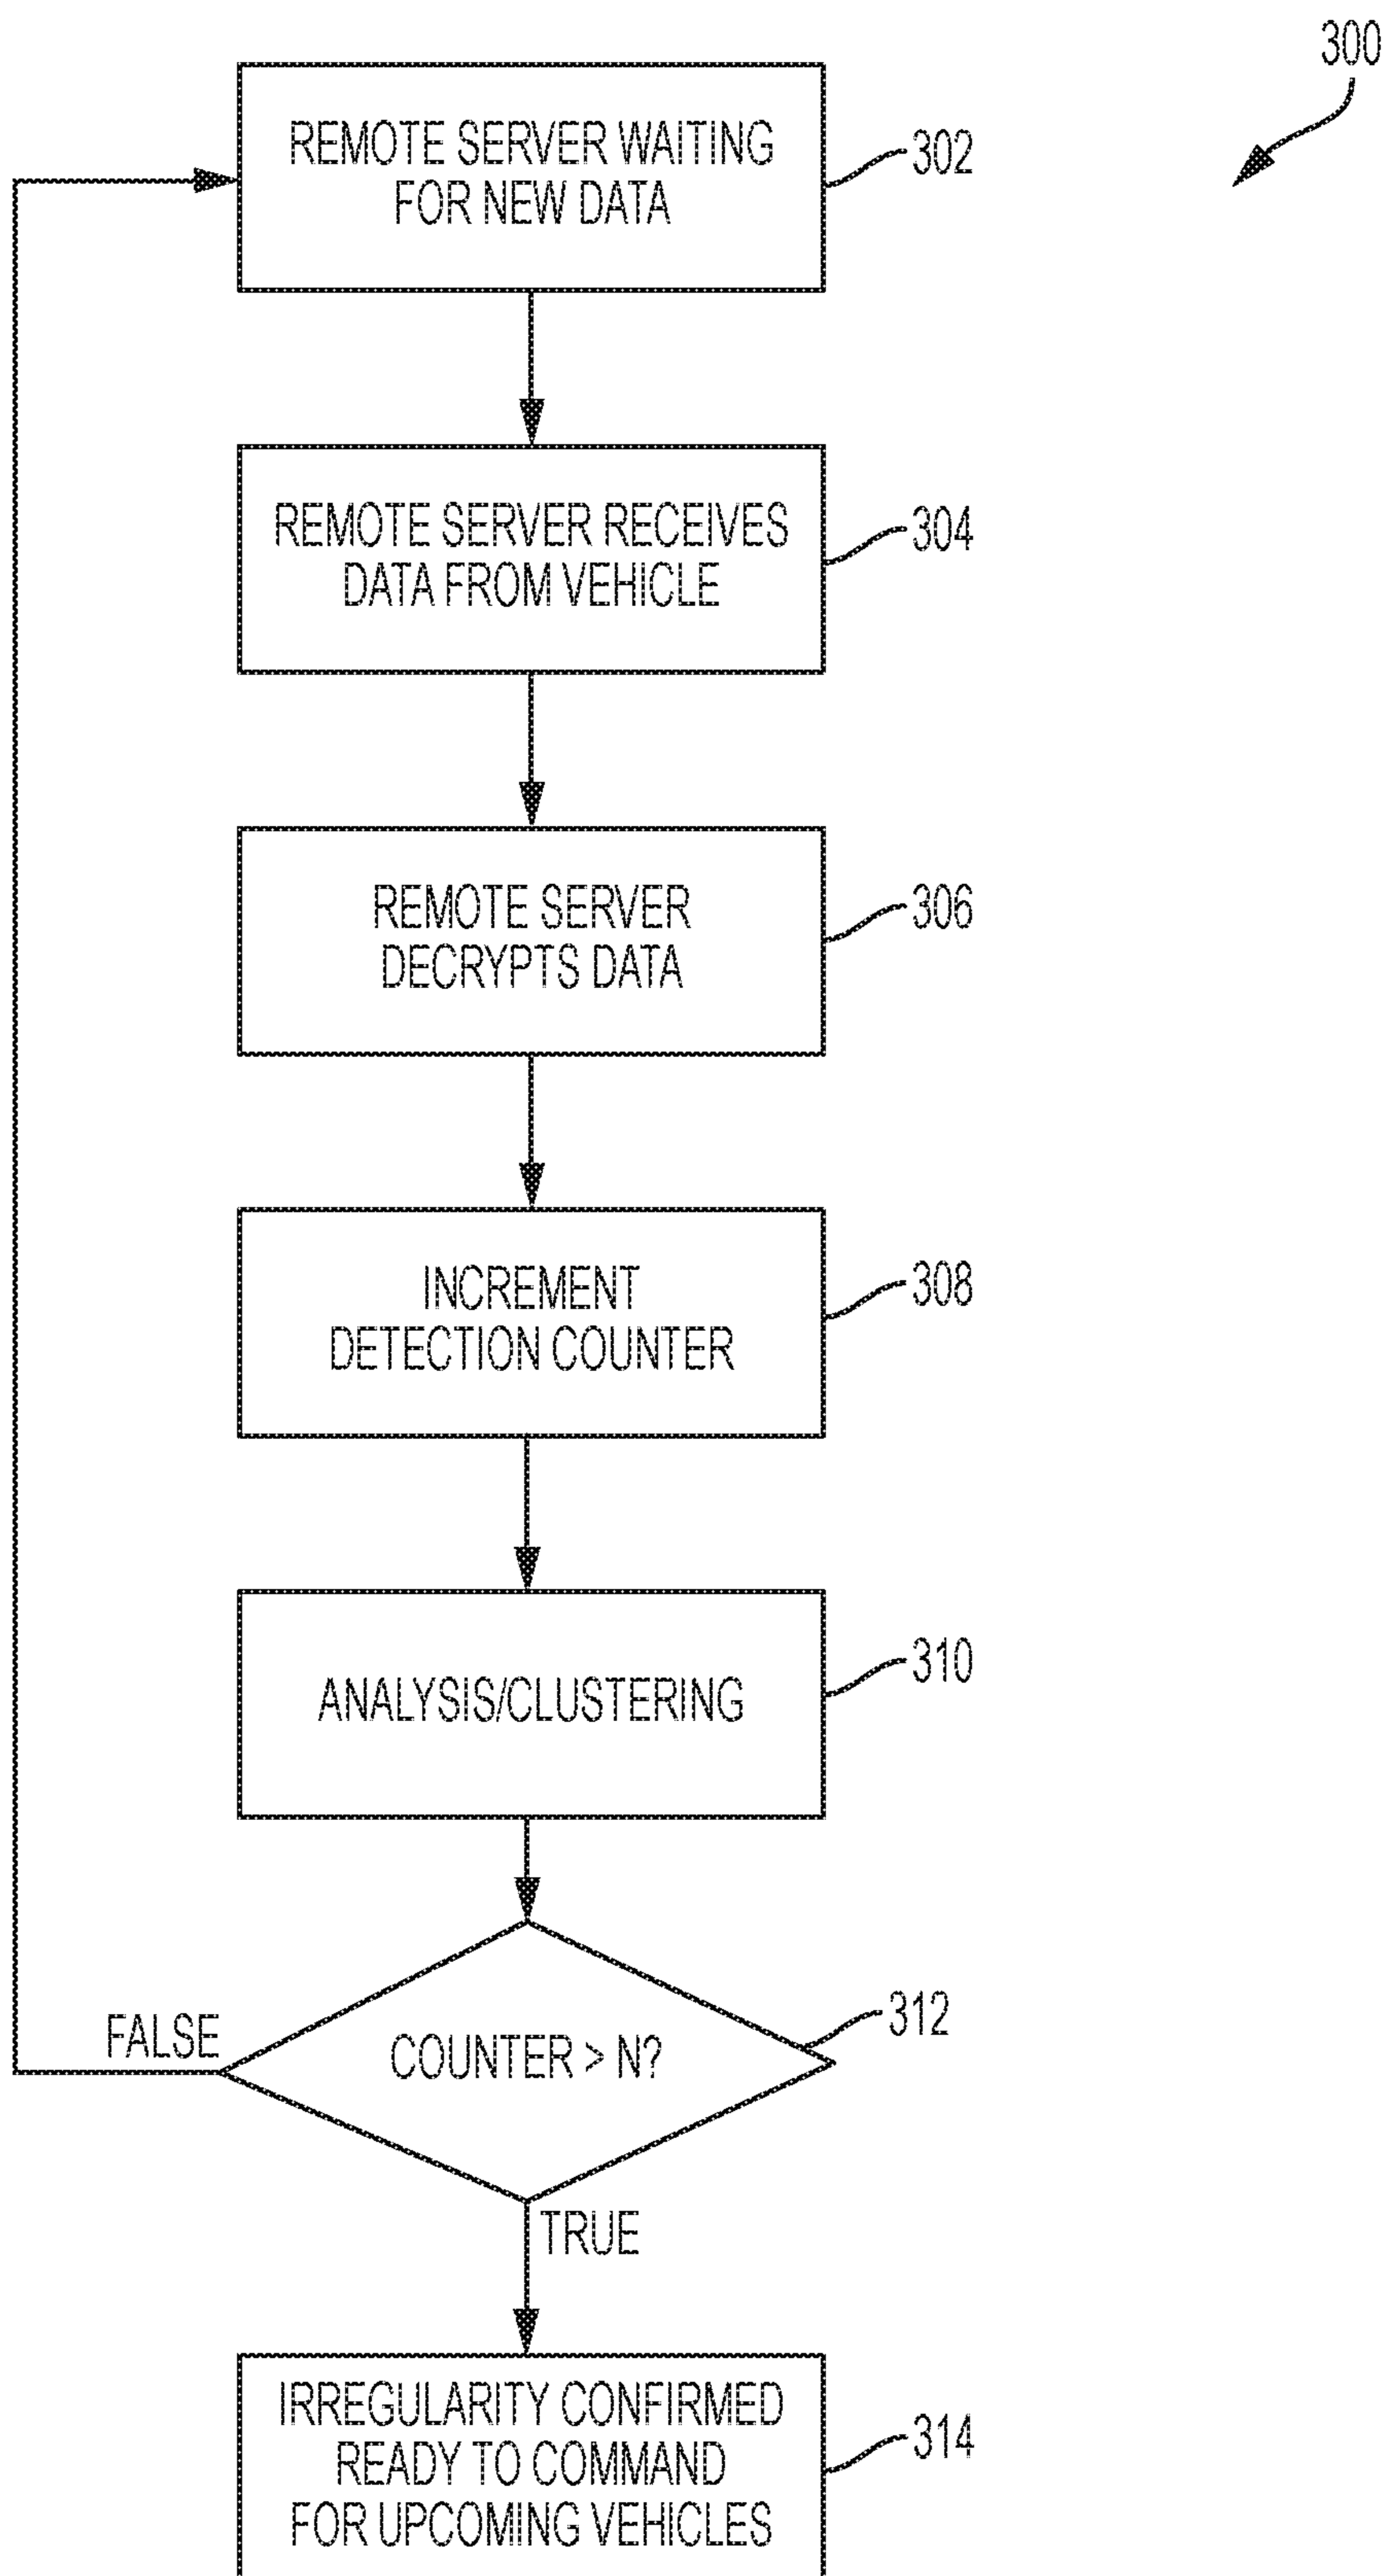 300
REMOTE SERVER WAITING
FOR NEW DATA
302
REMOTE SERVER RECEIVES
DATA FROM VEHICLE
304
REMOTE SERVER
DECRYPTS DATA
306
INCREMENT
DETECTION COUNTER
308
ANALYSIS/CLUSTERING
310
COUNTER > N?
312
FALSE
TRUE
IRREGULARITY CONFIRMED
READY TO COMMAND
FOR UPCOMING VEHICLES
314